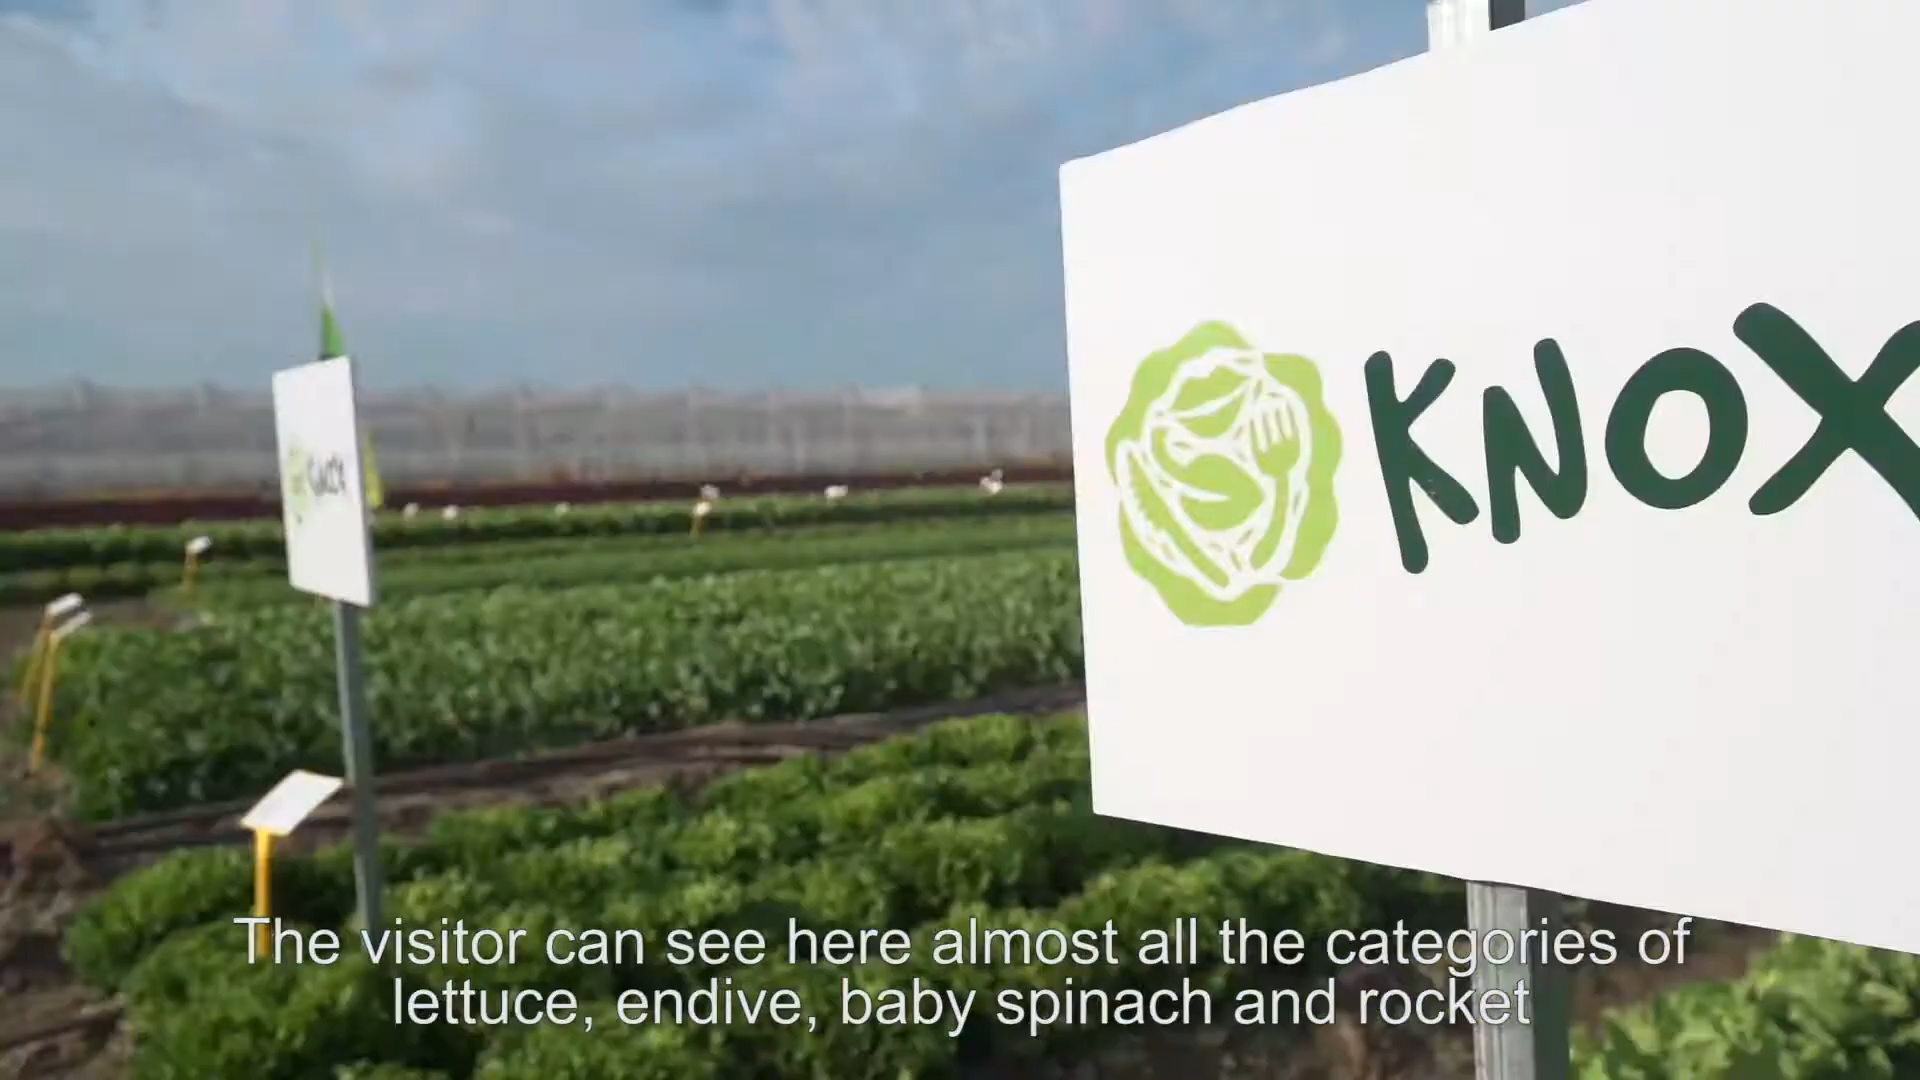 KNOX
The visitor can see here almost all the categories of
lettuce, endive, baby spinach and rocket